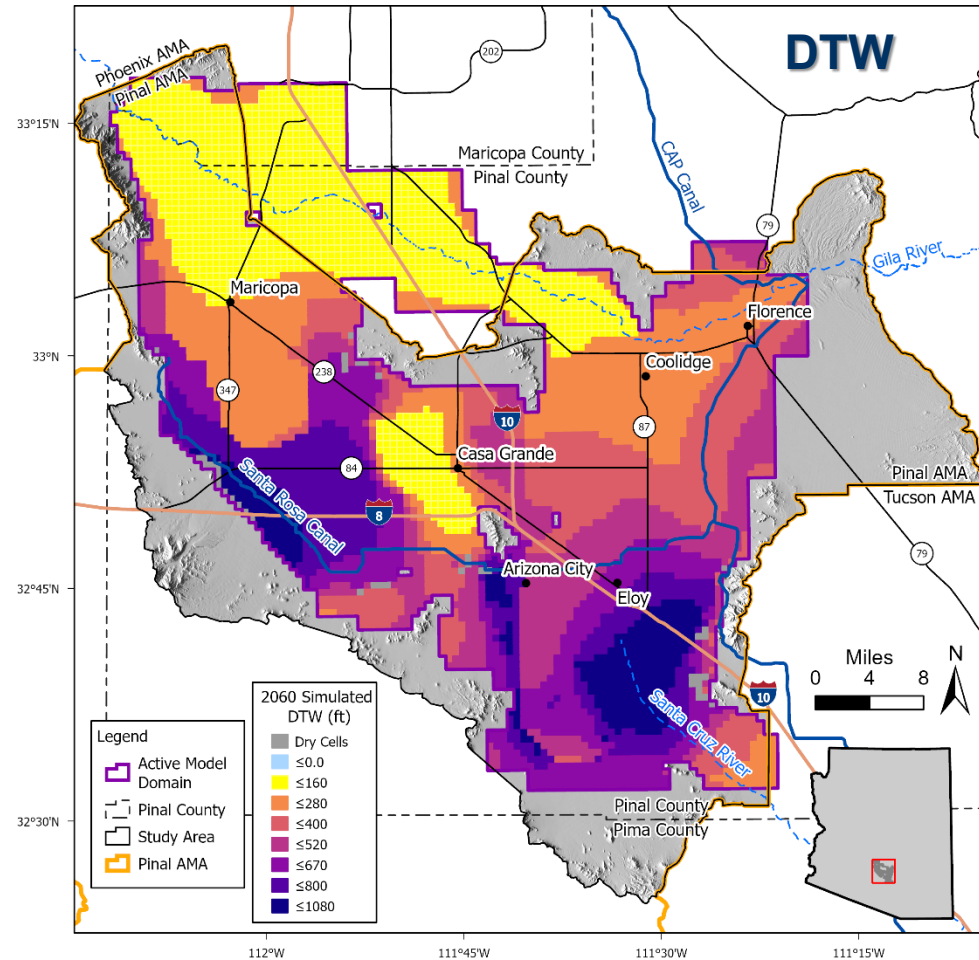 DTW
Phoenix AMA
Pinal AMA
202
33°15'N
Maricopa County
Pinal County
CAP Canal
79
Gila River
Maricopa
Florence
33°N
Coolidge
238
347
10
87
Casa Grande
84
Pinal AMA
Tucson AMA
Santa Rosa Canal
8
79
Arizona City
32°45'N
Eloy
Miles
N
0 4 8
10
Santa Cruz River
2060 Simulated
DTW (ft)
Dry Cells
≤0.0
≤160
≤280
≤400
≤520
≤670
≤800
≤1080
Legend
Active Model
Domain
Pinal County
Study Area
Pinal AMA
Pinal County
Pima County
32°30'N
112°W
111°45'W
111°30'W
111°15'W